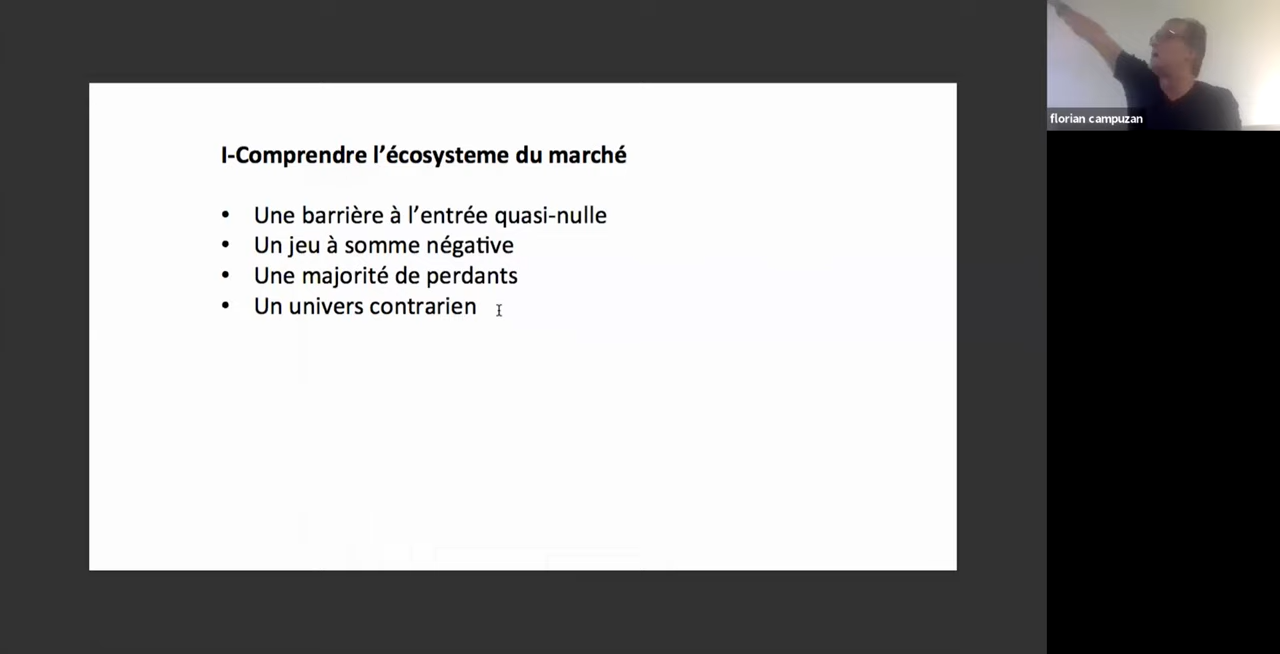 I-Comprendre l’écosysteme du marché
• Une barrière à l’entrée quasi-nulle
• Un jeu à somme négative
• Une majorité de perdants
• Un univers contrarien
florian campuzan